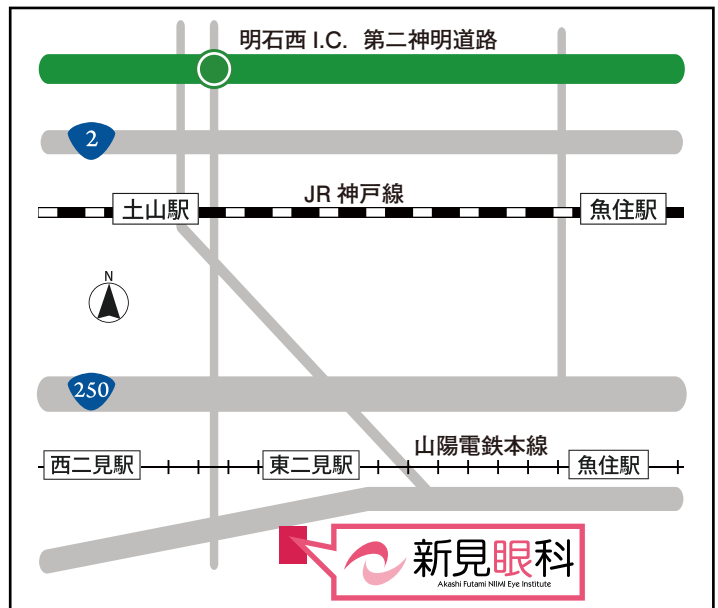 明石西 I.C. 第二神明道路
2
JR 神戸線
土山駅
魚住駅
N
250
山陽電鉄本線
西二見駅
東二見駅
魚住駅
新見眼科
Akashi Futami NIIMI Eye Institute